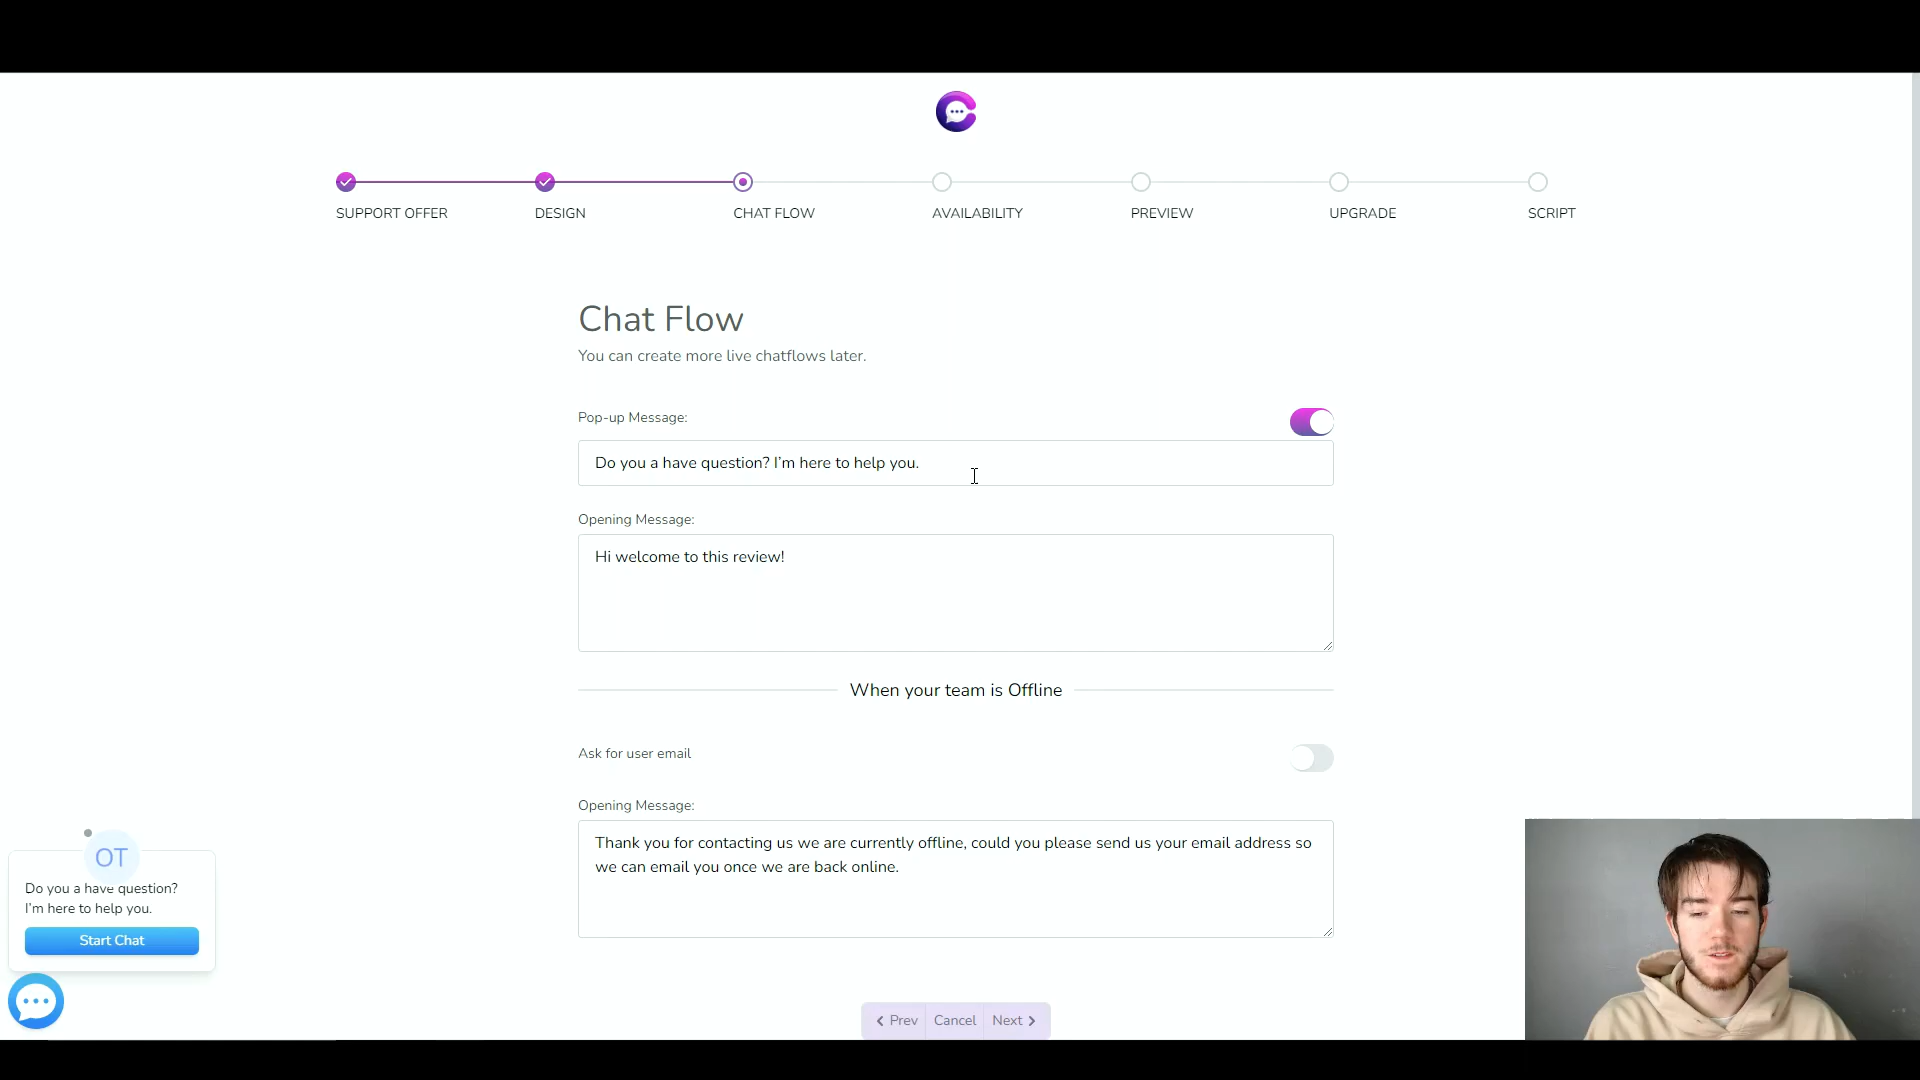 SUPPORT OFFER
DESIGN
CHAT FLOW
AVAILABILITY
PREVIEW
UPGRADE
SCRIPT
Chat Flow
You can create more live chatflows later.
Pop-up Message:
Do you a have question? I'm here to help you.
Opening Message:
Hi welcome to this review!
When your team is Offline
Ask for user email
Opening Message:
Thank you for contacting us we are currently offline, could you please send us your email address so
we can email you once we are back online.
OT
Do you a have question?
I'm here to help you.
Start Chat
Prev
Cancel
Next